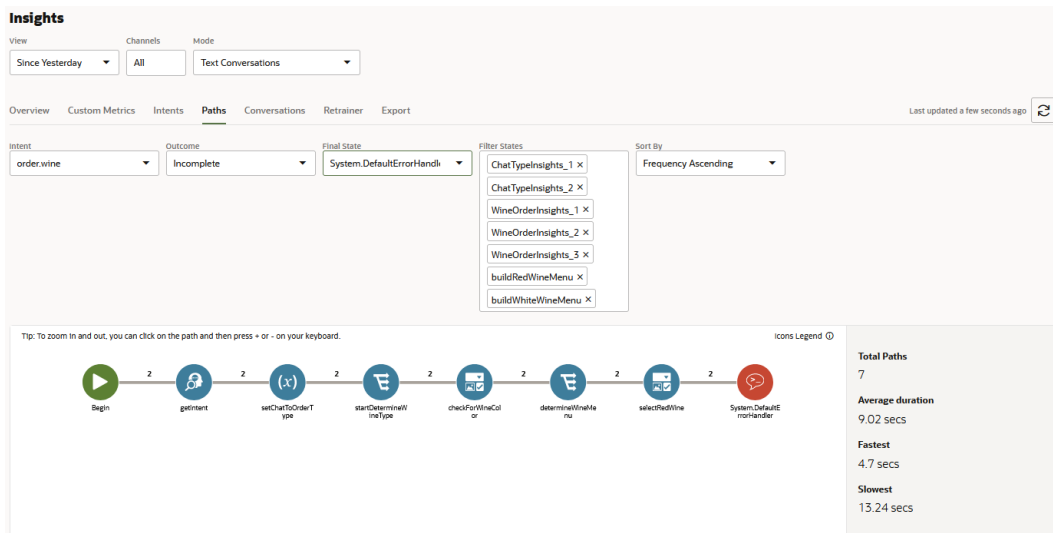 Insights
View
Channels
Mode
Since Yesterday
All
Text Conversations
Overview
Custom Metrics
Intents
Paths
Conversations
Retrainer
Export
Last updated a few seconds ago
Intent
Outcome
Final State
Filter States
Sort By
order.wine
Incomplete
System.DefaultErrorHandle
ChatTypeInsights_1 ×
ChatTypeInsights_2 ×
WineOrderInsights_1 ×
WineOrderInsights_2 ×
WineOrderInsights_3 ×
buildRedWineMenu ×
buildWhiteWineMenu ×
Frequency Ascending
Tip: To zoom in and out, you can click on the path and then press + or - on your keyboard.
Icons Legend
2
2
2
2
2
2
2
(x)
Begin
getIntent
setChatToOrderT
ype
startDetermineW
ineType
checkForWineCol
or
determineWineMe
nu
selectRedWine
System.DefaultE
rrorHandler
Total Paths
7
Average duration
9.02 secs
Fastest
4.7 secs
Slowest
13.24 secs